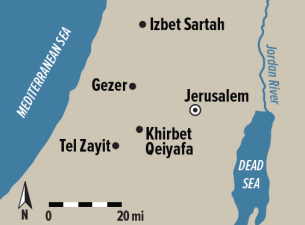 Izbet Sartah
MEDITERRANEAN SEA
Jordan River
Gezer
Jerusalem
Khirbet
Qeiyafa
Tel Zayit
DEAD
SEA
N
0 20 mi